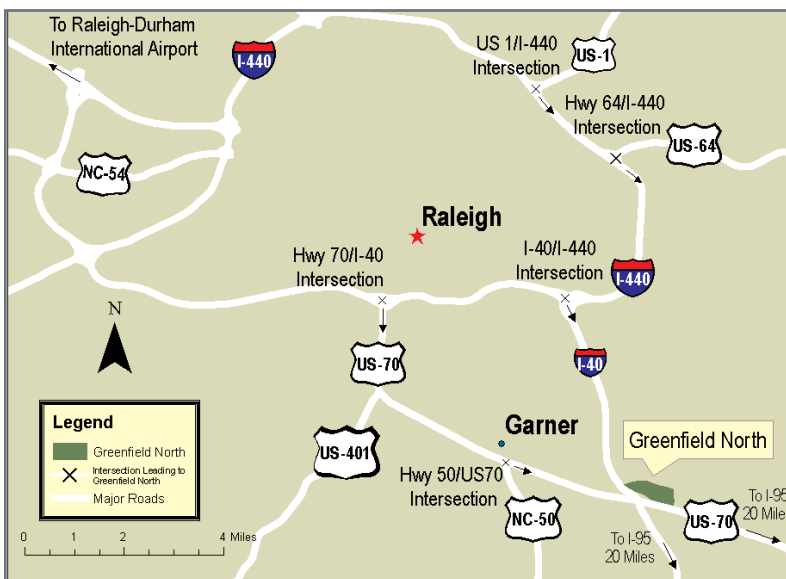 To Raleigh-Durham
International Airport
I-440
US 1/I-440
Intersection
US-1
Hwy 64/I-440
Intersection
US-64
NC-54
Raleigh
Hwy 70/I-40
Intersection
I-40/I-440
Intersection
I-440
N
US-70
I-40
Legend
Greenfield North
Intersection Leading to
Greenfield North
Major Roads
US-401
Garner
Greenfield North
Hwy 50/US70
Intersection
NC-50
To I-95
20 Miles
US-70
To I-95
20 Miles
0 1 2 4 Miles